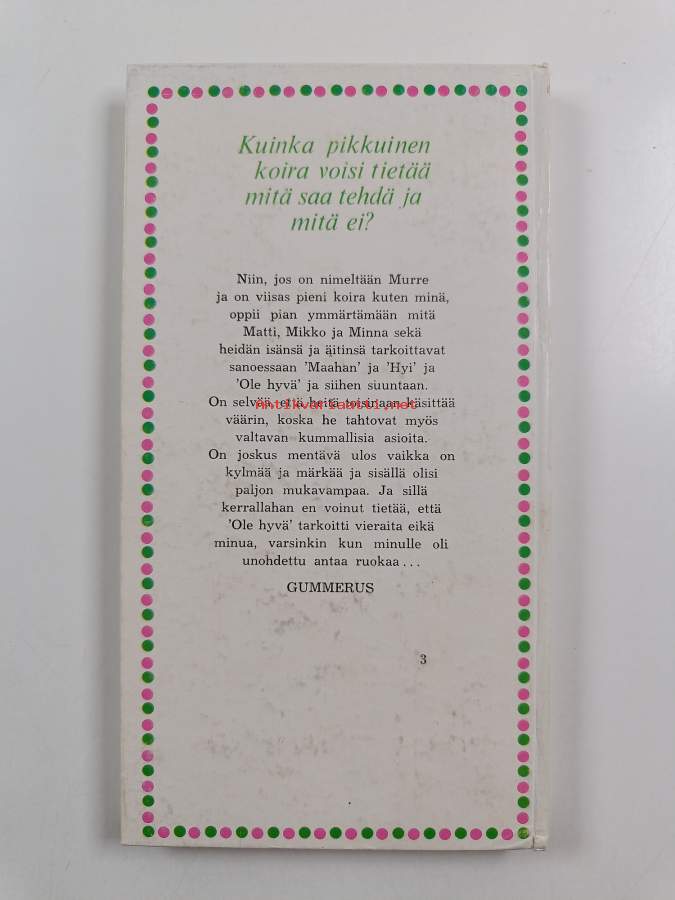 Kuinka pikkuinen
koira voisi tietää
mitä saa tehdä ja
mitä ei?
Niin, jos on nimeltään Murre
ja on viisas pieni koira kuten minä,
oppii pian ymmärtämään mitä
Matti, Mikko ja Minna sekä
heidän isänsä ja äitinsä tarkoittavat
sanoessaan 'Maahan' ja 'Hyi' ja
'Ole hyvä' ja siihen suuntaan.
On selvää, että heitä toisinaan käsittää
antikvariaatti.net
väärin, koska he tahtovat myös
valtavan kummallisia asioita.
On joskus mentävä ulos vaikka on
kylmää ja märkää ja sisällä olisi
paljon mukavampaa. Ja sillä
kerrallahan en voinut tietää, että
'Ole hyvä' tarkoitti vieraita eikä
minua, varsinkin kun minulle oli
unohdettu antaa ruokaa...
GUMMERUS
3